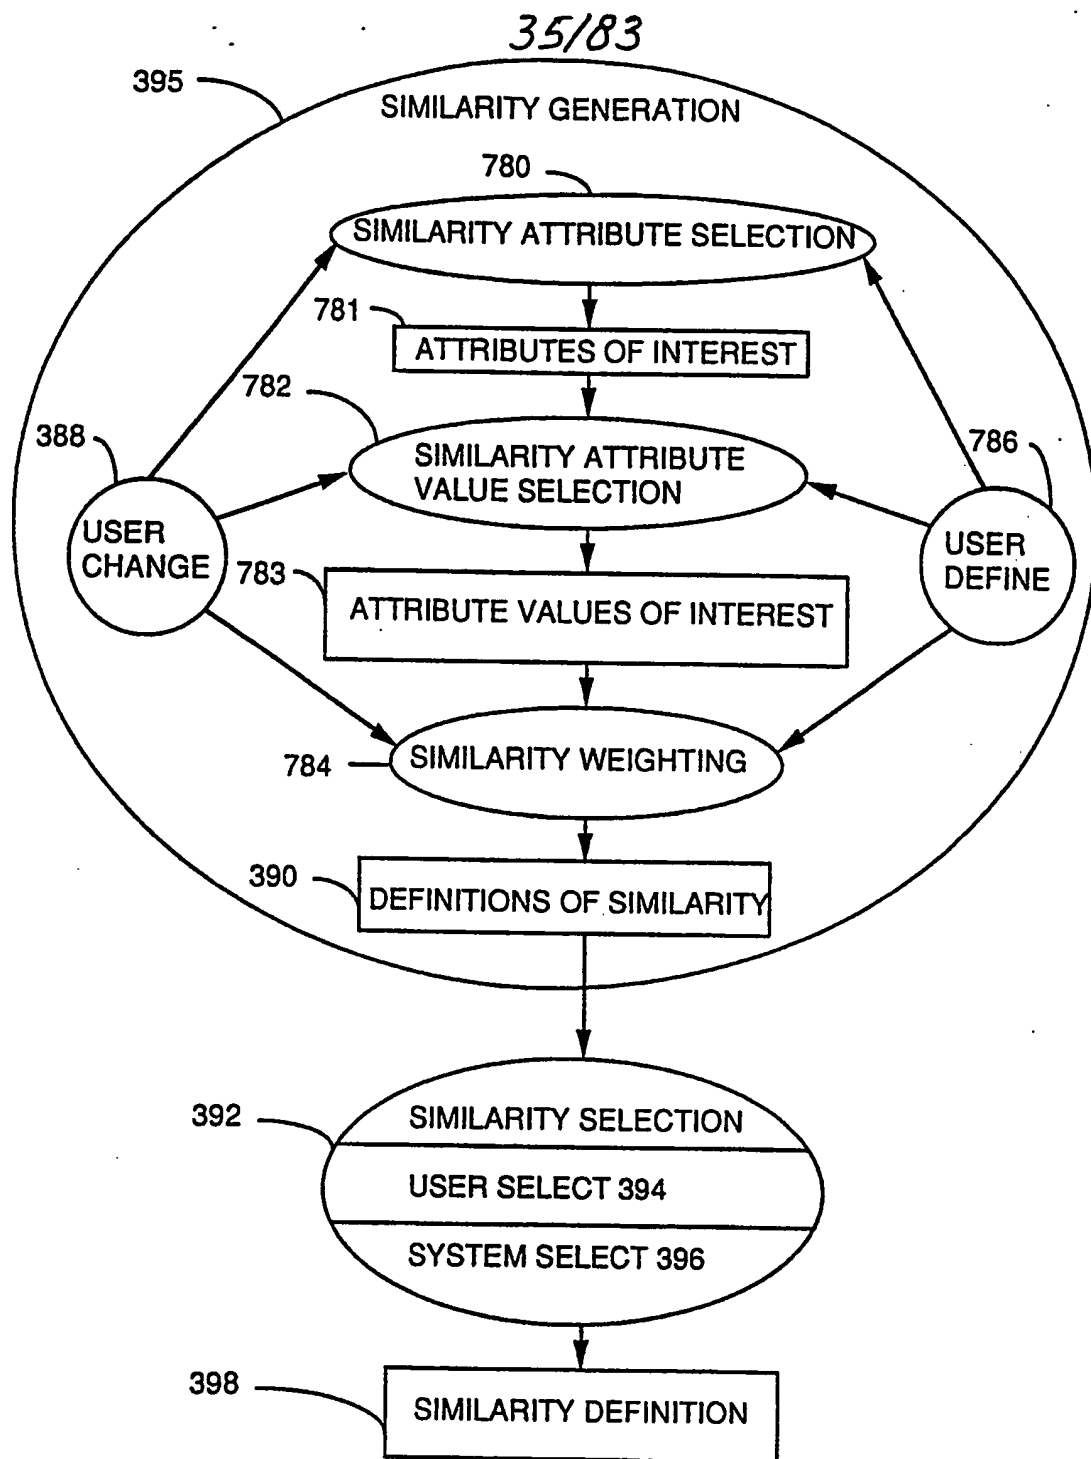 35/83
395
SIMILARITY GENERATION
780
SIMILARITY ATTRIBUTE SELECTION
781
ATTRIBUTES OF INTEREST
782
388
SIMILARITY ATTRIBUTE
VALUE SELECTION
786
USER
CHANGE
USER
DEFINE
783
ATTRIBUTE VALUES OF INTEREST
784
SIMILARITY WEIGHTING
390
DEFINITIONS OF SIMILARITY
392
SIMILARITY SELECTION
USER SELECT 394
SYSTEM SELECT 396
398
SIMILARITY DEFINITION